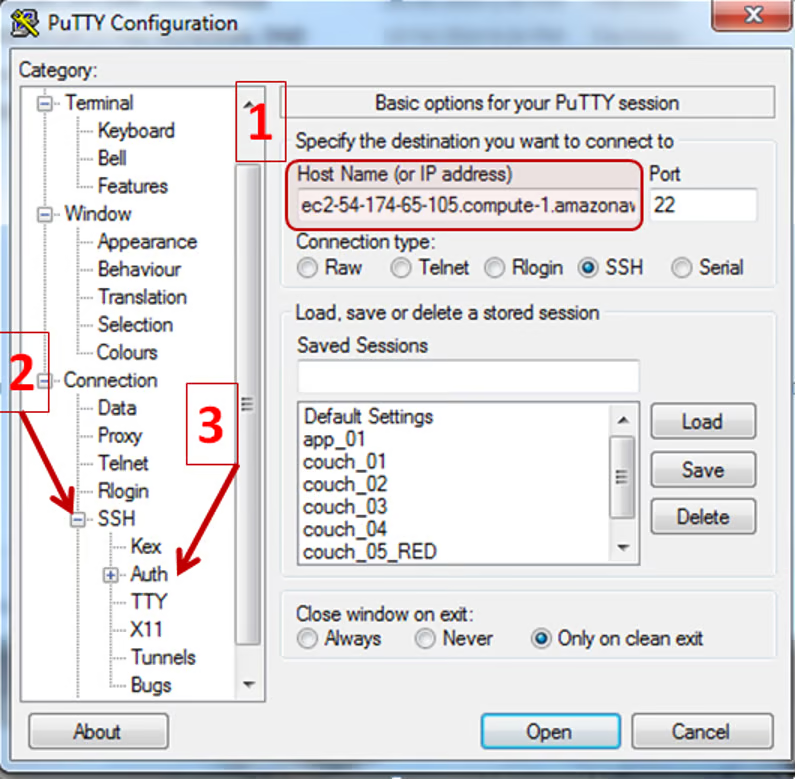 PuTTY Configuration
Category:
Terminal
Keyboard
Bell
Features
Window
Appearance
Behaviour
Translation
Selection
Colours
Connection
Data
Proxy
Telnet
Rlogin
SSH
Kex
Auth
TTY
X11
Tunnels
Bugs
1
2
3
Basic options for your PuTTY session
Specify the destination you want to connect to
Host Name (or IP address) Port
ec2-54-174-65-105.compute-1.amazonaw 22
Connection type:
Raw Telnet Rlogin SSH Serial
Load, save or delete a stored session
Saved Sessions
Default Settings
app_01
couch_01
couch_02
couch_03
couch_04
couch_05_RED
Load
Save
Delete
Close window on exit:
Always Never Only on clean exit
About Open Cancel